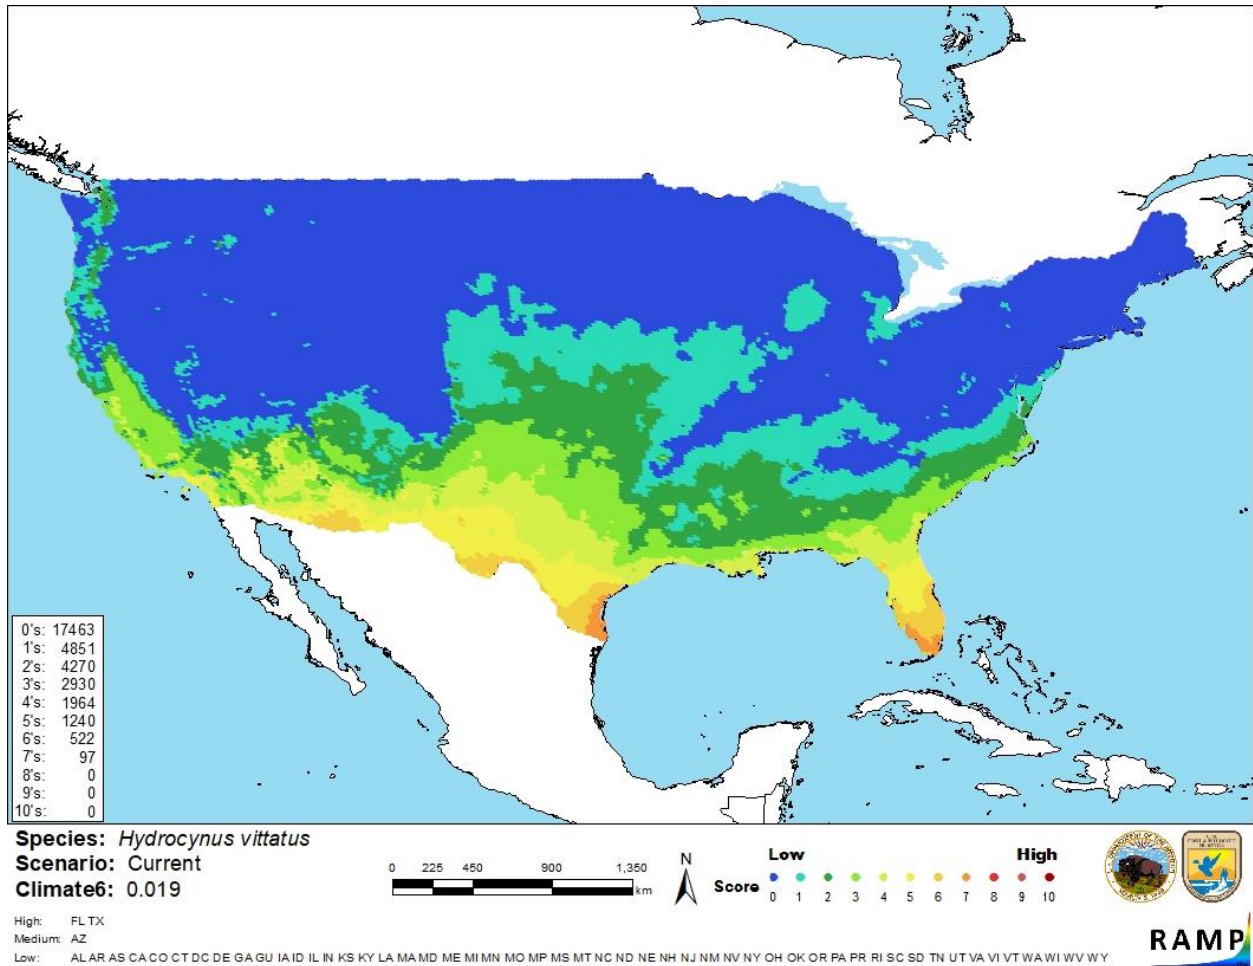 0's: 17463
1's: 4851
2's: 4270
3's: 2930
4's: 1964
5's: 1240
6's: 522
7's: 97
8's: 0
9's: 0
10's: 0
Species: Hydrocynus vittatus
Scenario: Current
Climate6: 0.019
0 225 450 900 1,350
km
N
Low High
Score
0 1 2 3 4 5 6 7 8 9 10
High: FL TX
Medium: AZ
Low: AL AR AS CA CO CT DC DE GA GU IA ID IL IN KS KY LA MA MD ME MI MN MO MP MS MT NC ND NE NH NJ NM NV NY OH OK OR PA PR RI SC SD TN UT VA VI VT WA WI WV WY
RAMP